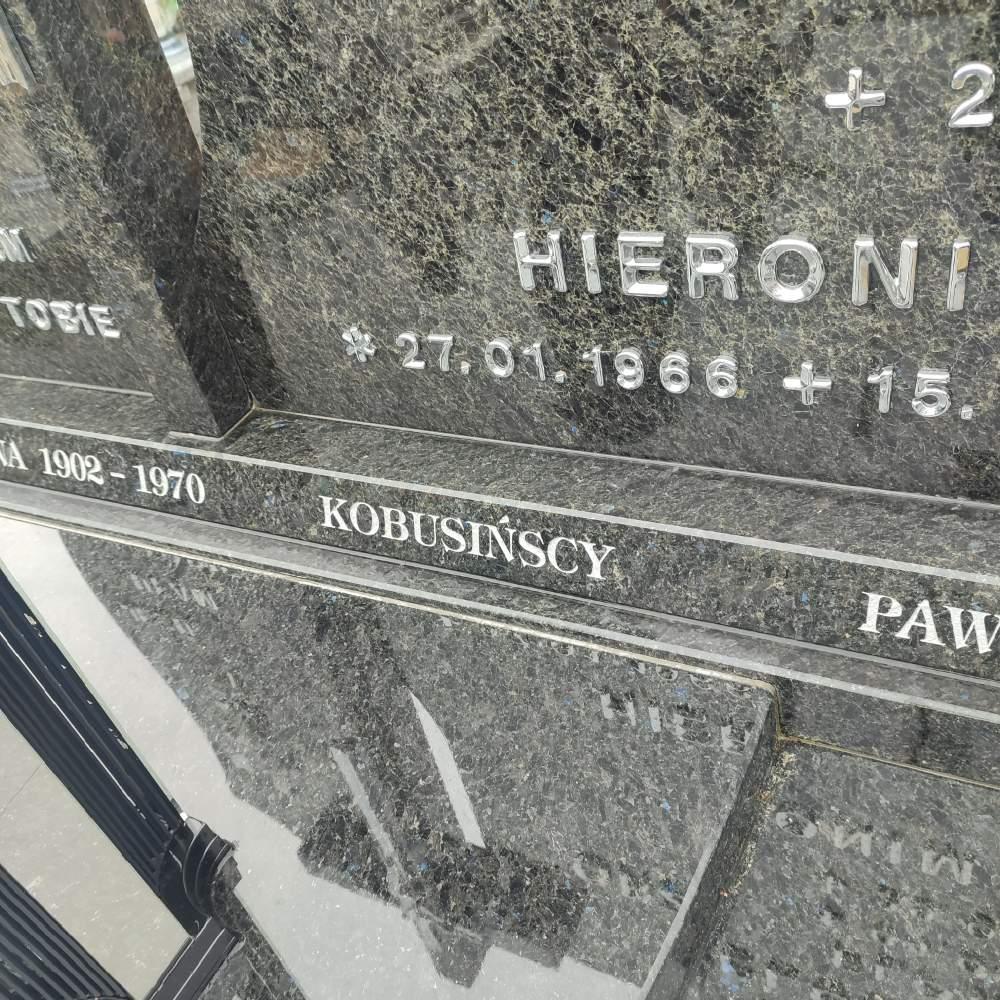 + 2
HIERONI
* 27.01.1966 + 15.
TOBIE
NA 1902 – 1970 KOBUSIŃSCY PAW